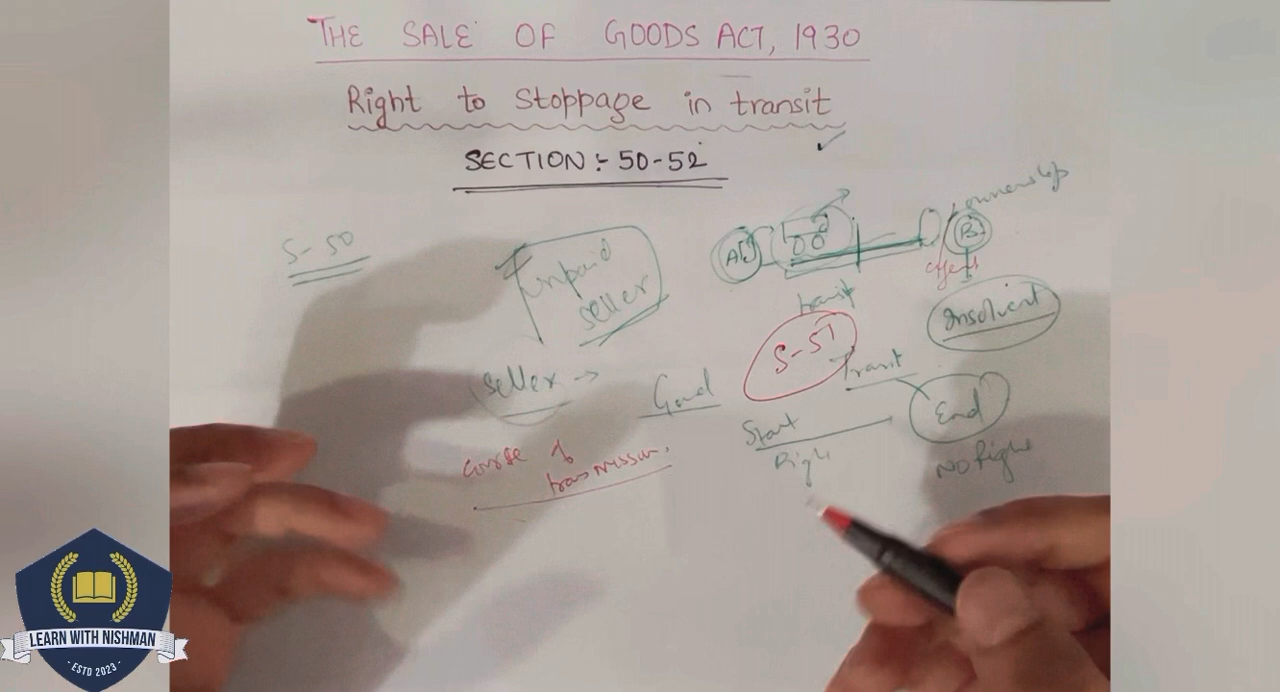 THE SALE OF GOODS ACT, 1930
Right to Stoppage in transit
SECTION :- 50-52
S-50
unpaid
seller
A
B
ownership
transit
Insolvent
seller →
Good
S-51
Transit
Start
End
Right
No Right
course of
transmission.
LEARN WITH NISHMAN
- ESTD 2023 -